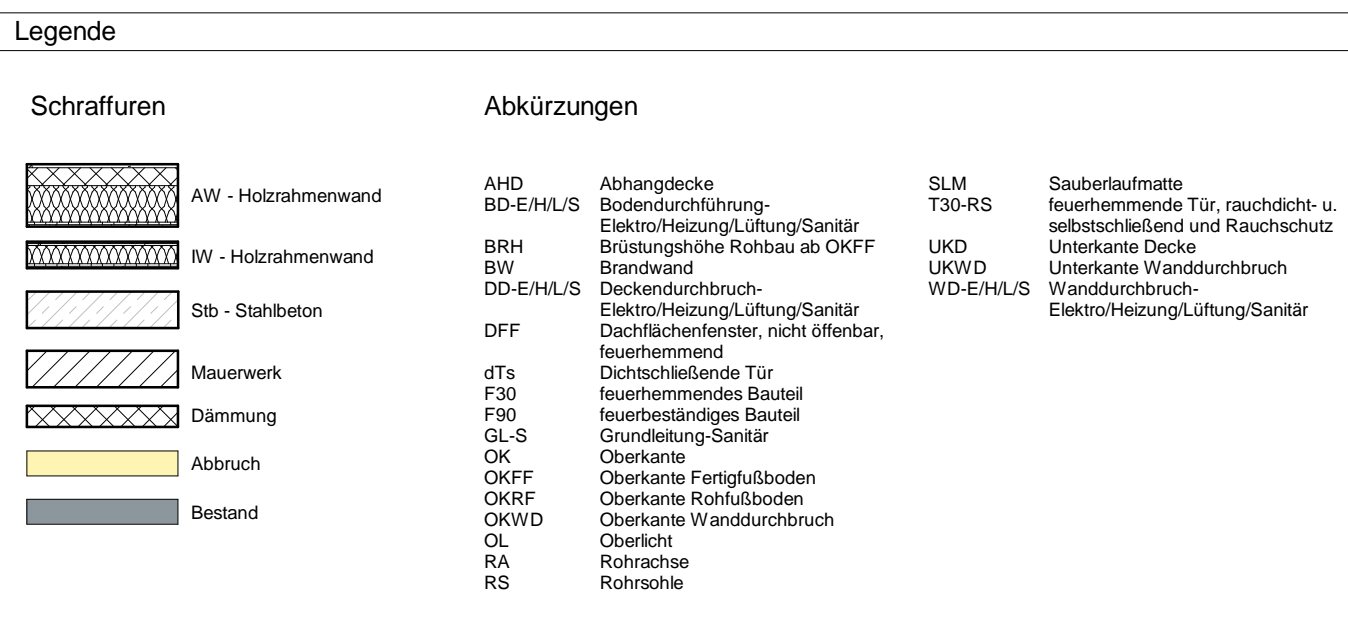 Legende
Schraffuren
AW - Holzrahmenwand
IW - Holzrahmenwand
Stb - Stahlbeton
Mauerwerk
Dämmung
Abbruch
Bestand
Abkürzungen
AHD Abhangdecke
BD-E/H/L/S Bodendurchführung-
Elektro/Heizung/Lüftung/Sanitär
BRH Brüstungshöhe Rohbau ab OKFF
BW Brandwand
DD-E/H/L/S Deckendurchbruch-
Elektro/Heizung/Lüftung/Sanitär
DFF Dachflächenfenster, nicht öffenbar,
feuerhemmend
dTs Dichtschließende Tür
F30 feuerhemmendes Bauteil
F90 feuerbeständiges Bauteil
GL-S Grundleitung-Sanitär
OK Oberkante
OKFF Oberkante Fertigfußboden
OKRF Oberkante Rohfußboden
OKWD Oberkante Wanddurchbruch
OL Oberlicht
RA Rohrachse
RS Rohrsohle
SLM Sauberlaufmatte
T30-RS feuerhemmende Tür, rauchdicht- u.
selbstschließend und Rauchschutz
UKD Unterkante Decke
UKWD Unterkante Wanddurchbruch
WD-E/H/L/S Wanddurchbruch-
Elektro/Heizung/Lüftung/Sanitär